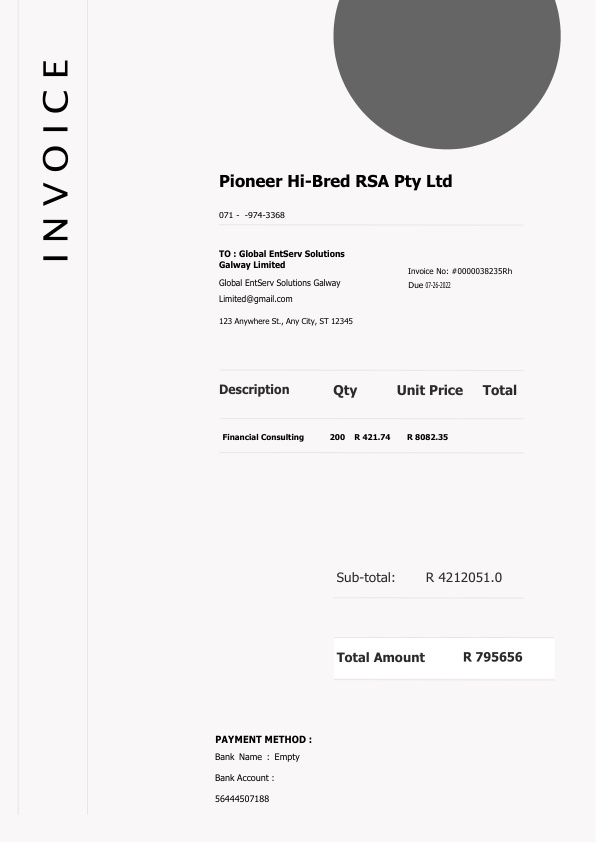 INVOICE
Pioneer Hi-Bred RSA Pty Ltd
071 - -974-3368
TO : Global EntServ Solutions
Galway Limited
Global EntServ Solutions Galway
Limited@gmail.com
123 Anywhere St., Any City, ST 12345
Invoice No: #0000038235Rh
Due 07-26-2022
Description Qty Unit Price Total
Financial Consulting 200 R 421.74 R 8082.35
Sub-total: R 4212051.0
Total Amount R 795656
PAYMENT METHOD :
Bank Name : Empty
Bank Account :
56444507188